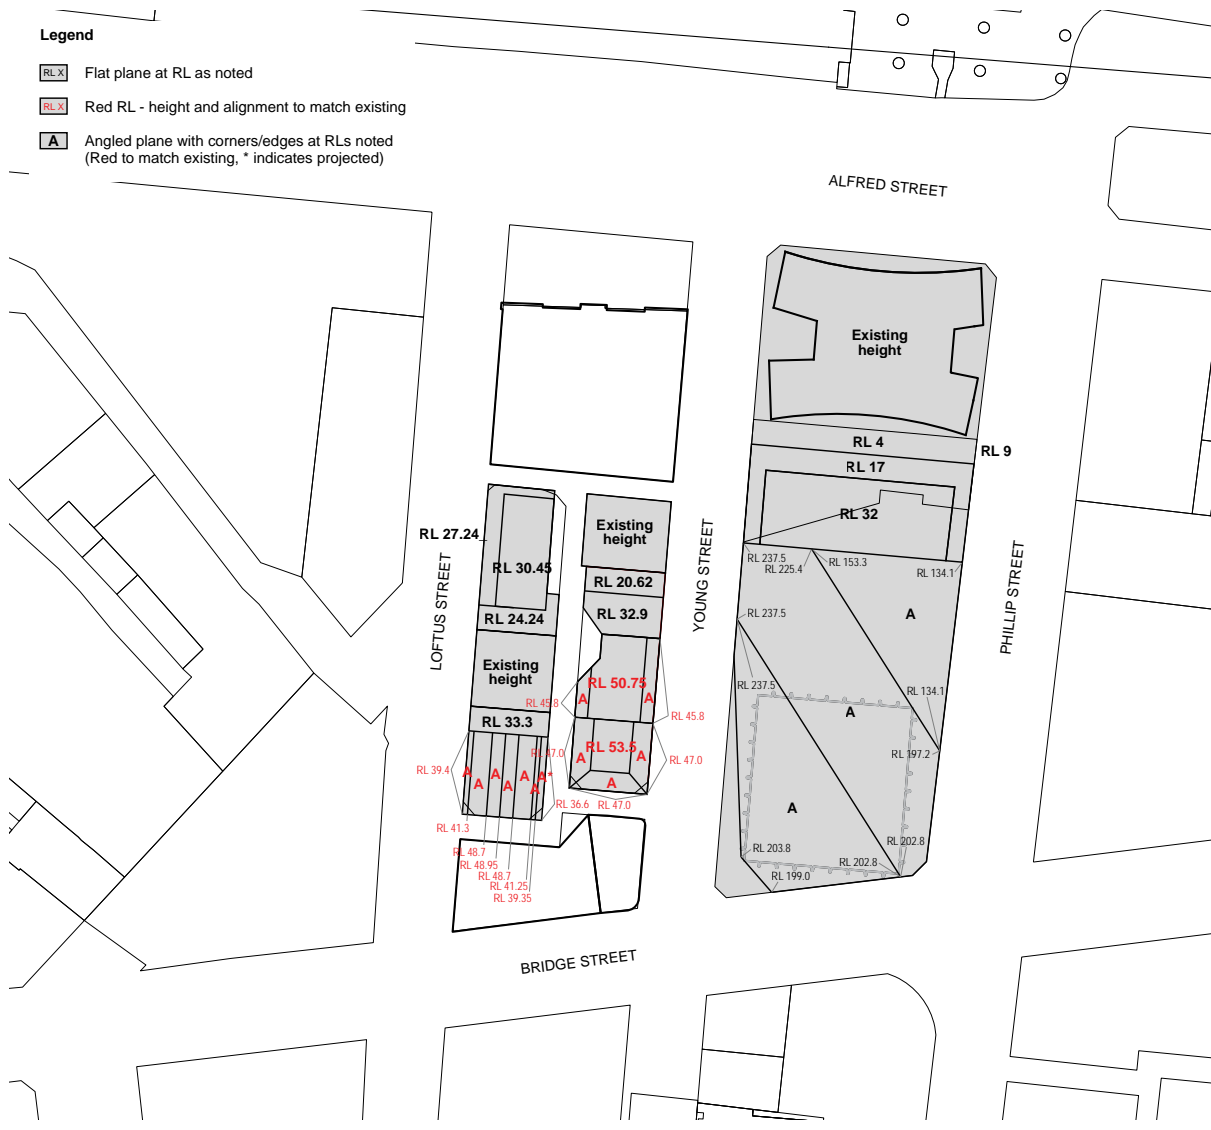 Legend
RL X Flat plane at RL as noted
RL X Red RL - height and alignment to match existing
A Angled plane with corners/edges at RLs noted
(Red to match existing, * indicates projected)
ALFRED STREET
Existing
height
RL 4
RL 9
RL 17
RL 32
RL 27.24
RL 30.45
RL 24.24
Existing
height
RL 33.3
LOFTUS STREET
Existing
height
RL 20.62
RL 32.9
RL 50.75
RL 53.5
YOUNG STREET
PHILLIP STREET
RL 237.5
RL 225.4
RL 153.3
RL 134.1
A
RL 237.5
RL 237.5
RL 134.1
A
RL 197.2
A
RL 202.8
RL 203.8
RL 202.8
RL 199.0
RL 45.8
A
A
RL 45.8
RL 47.0
A
A
RL 47.0
A
RL 47.0
RL 39.4
A
A
A
A
A
A
A*
RL 36.6
RL 41.3
RL 48.7
RL 48.95
RL 48.7
RL 41.25
RL 39.35
BRIDGE STREET